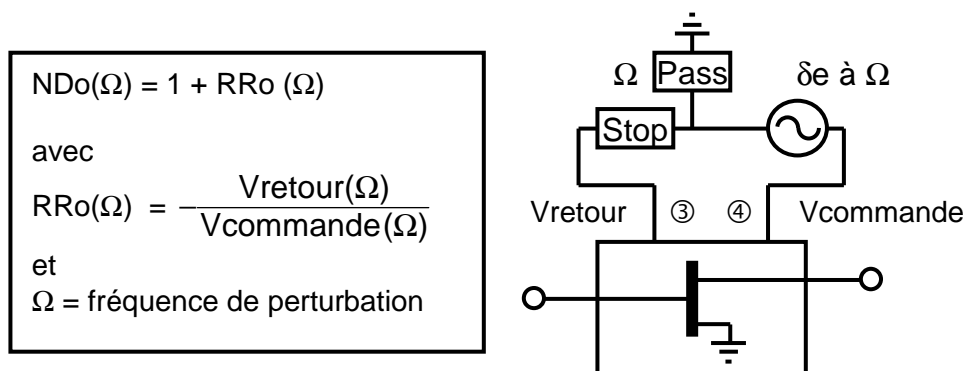 NDo(Ω) = 1 + RRo (Ω)
avec
RRo(Ω) = −Vretour(Ω)/Vcommande(Ω)
et
Ω = fréquence de perturbation
Ω Pass δe à Ω
Stop
Vretour ③ ④ Vcommande